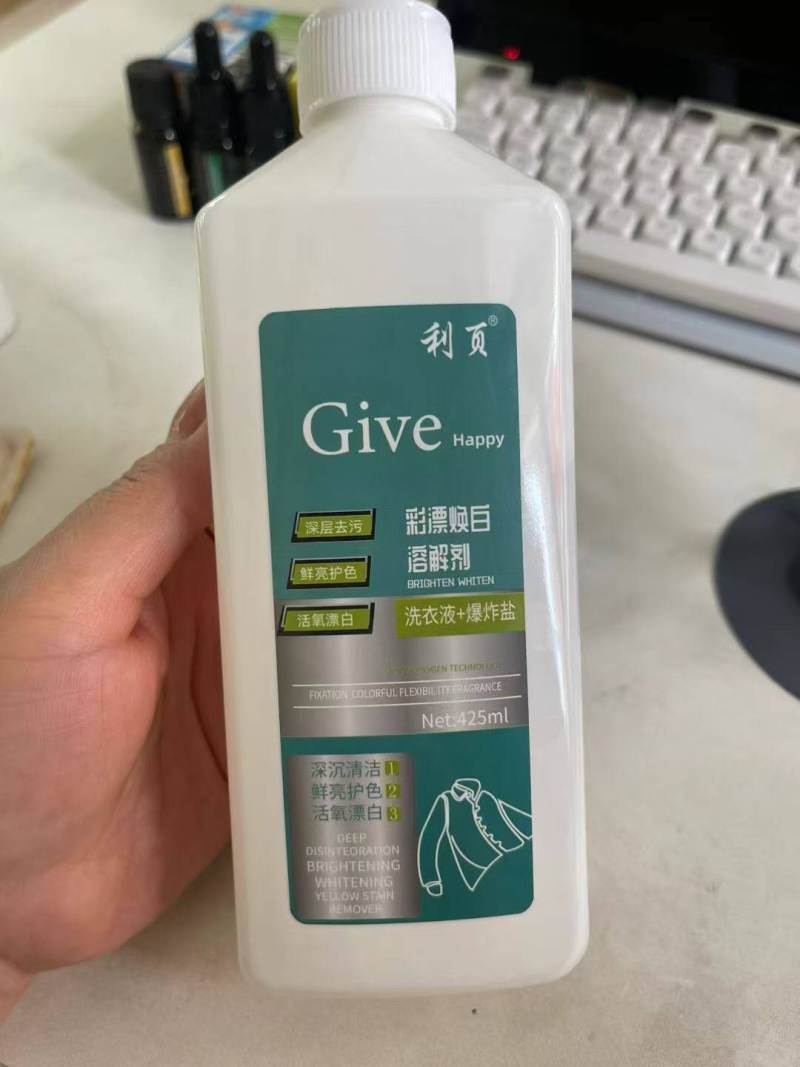 利页®
Give Happy
深层去污
鲜亮护色
活氧漂白
彩漂焕白
溶解剂
BRIGHTEN WHITEN
洗衣液+爆炸盐
TECHNOLOGY
FIXATION COLORFUL FLEXIBILITY FRAGRANCE
Net:425ml
深沉清洁 1
鲜亮护色 2
活氧漂白 3
DEEP
DISINTEORATION
BRIGHTENING
WHITENING
YELLOW STAIN
REMOVER